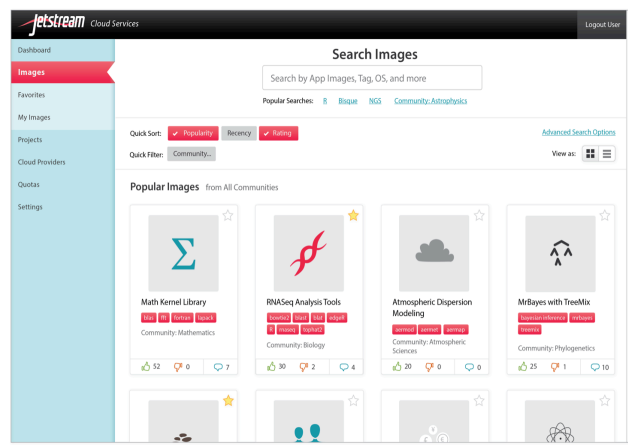 Jetstream Cloud Services
Logout User
Dashboard
Images
Favorites
My Images
Projects
Cloud Providers
Quotas
Settings
Search Images
Search by App Images, Tag, OS, and more
Popular Searches: R Bisque NGS Community: Astrophysics
Quick Sort: Popularity Recency Rating
Advanced Search Options
Quick Filter: Community...
View as:
Popular Images from All Communities
Math Kernel Library
blas fft fortran lapack
Community: Mathematics
52 0 7
RNASeq Analysis Tools
bowtie2 blast blat edgeR
R rnaseq tophat2
Community: Biology
30 2 4
Atmospheric Dispersion
Modeling
aermod aermet aermap
Community: Atmospheric
Sciences
20 0 0
MrBayes with TreeMix
bayesian inference mrbayes
treemix
Community: Phylogenetics
25 1 10